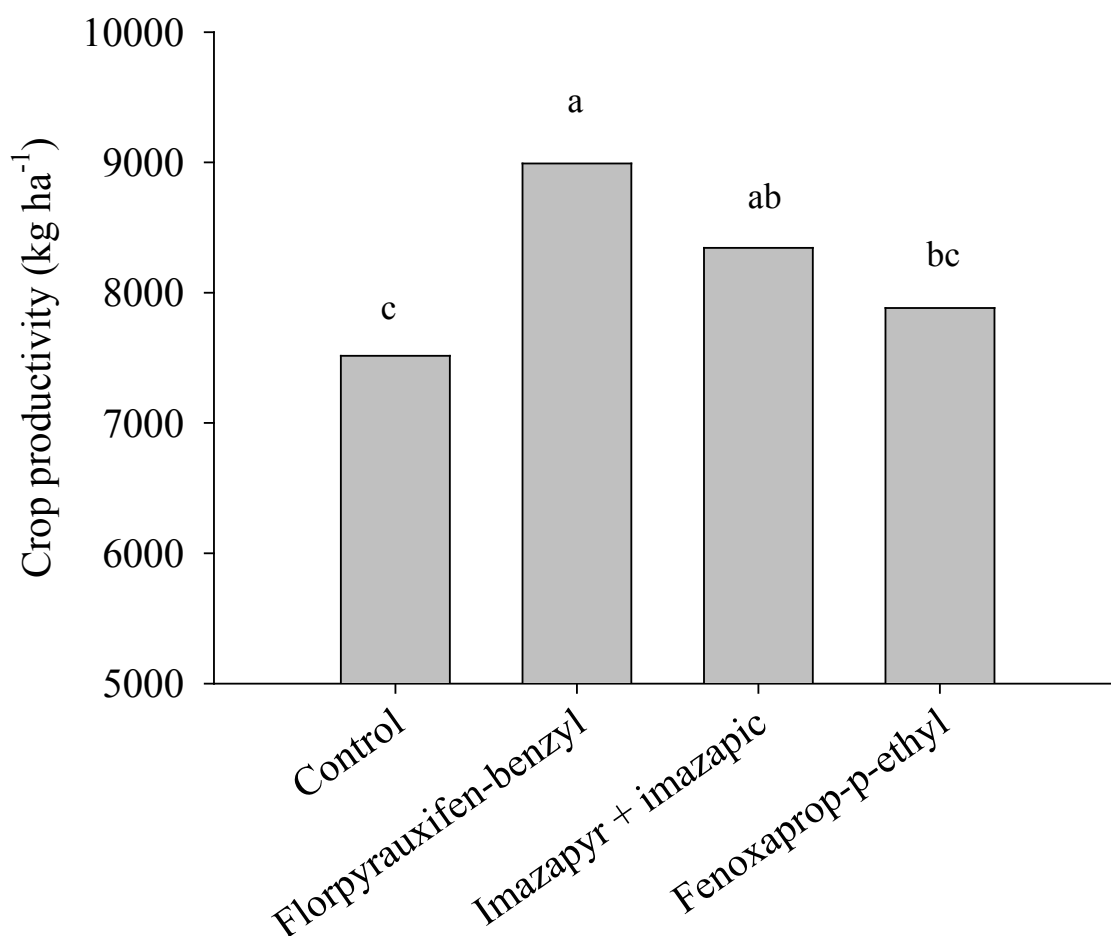 10000
9000
8000
7000
6000
5000
Crop productivity (kg ha⁻¹)
c
a
ab
bc
Control
Florpyrauxifen-benzyl
Imazapyr + imazapic
Fenoxaprop-p-ethyl